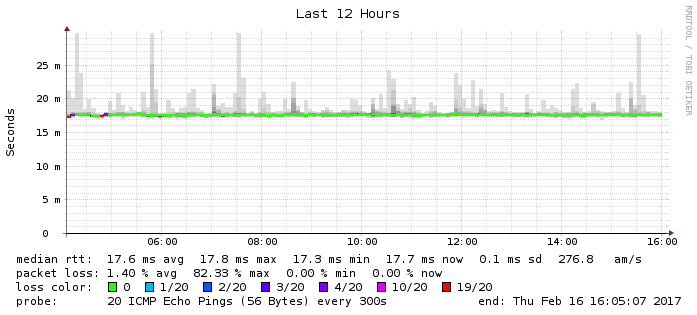 Last 12 Hours
RRDTOOL / TOBI OETIKER
Seconds
25 m
20 m
15 m
10 m
5 m
0
06:00 08:00 10:00 12:00 14:00 16:00
median rtt: 17.6 ms avg 17.8 ms max 17.3 ms min 17.7 ms now 0.1 ms sd 276.8 am/s
packet loss: 1.40 % avg 82.33 % max 0.00 % min 0.00 % now
loss color: 0 1/20 2/20 3/20 4/20 10/20 19/20
probe: 20 ICMP Echo Pings (56 Bytes) every 300s end: Thu Feb 16 16:05:07 2017